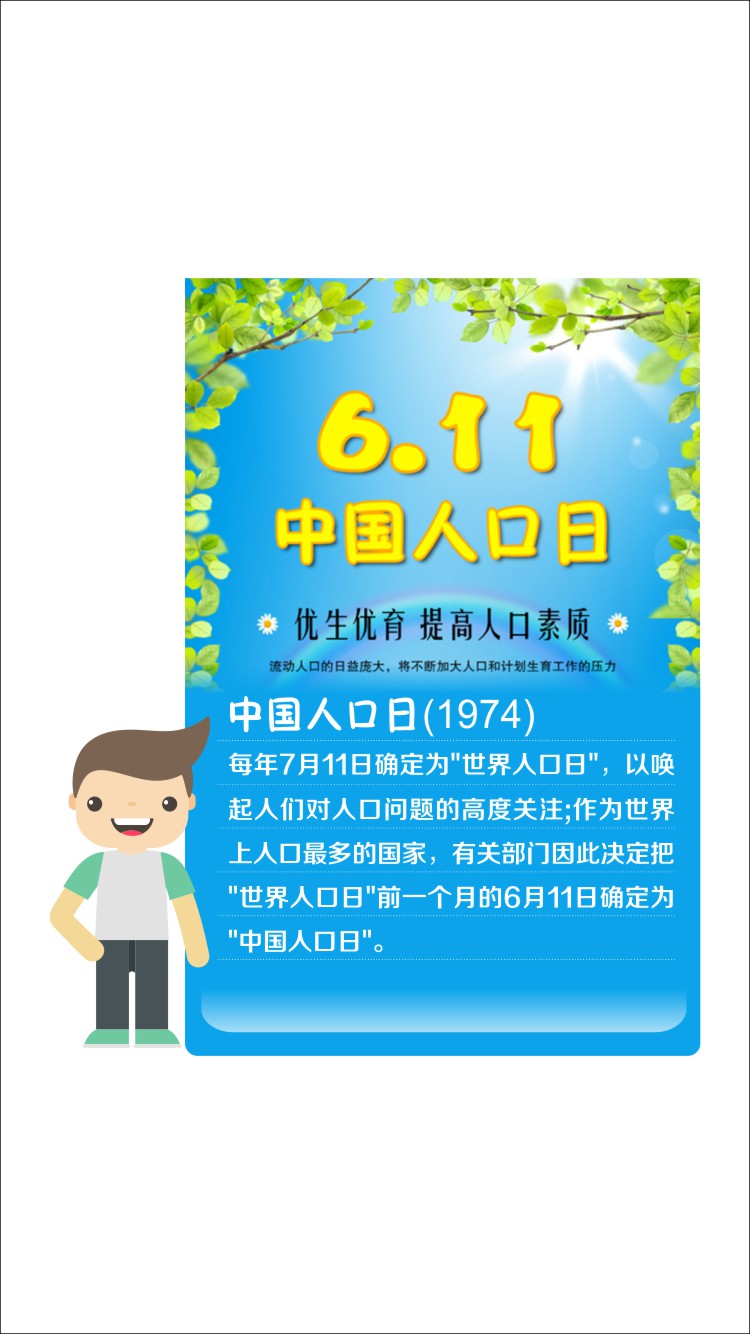 6.11
中国人口日
优生优育 提高人口素质
流动人口的日益庞大，将不断加大人口和计划生育工作的压力
中国人口日(1974)
每年7月11日确定为"世界人口日"，以唤
起人们对人口问题的高度关注;作为世界
上人口最多的国家，有关部门因此决定把
"世界人口日"前一个月的6月11日确定为
"中国人口日"。